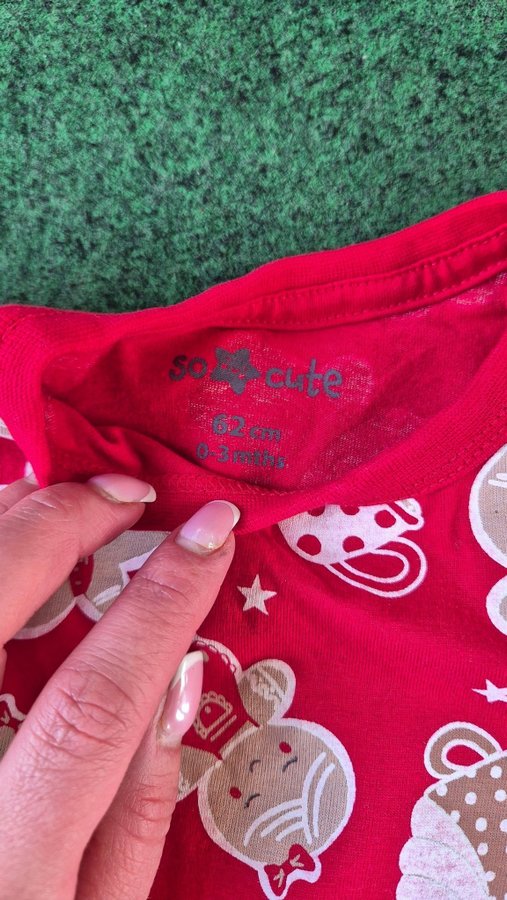 so cute
62 cm
0-3 mths